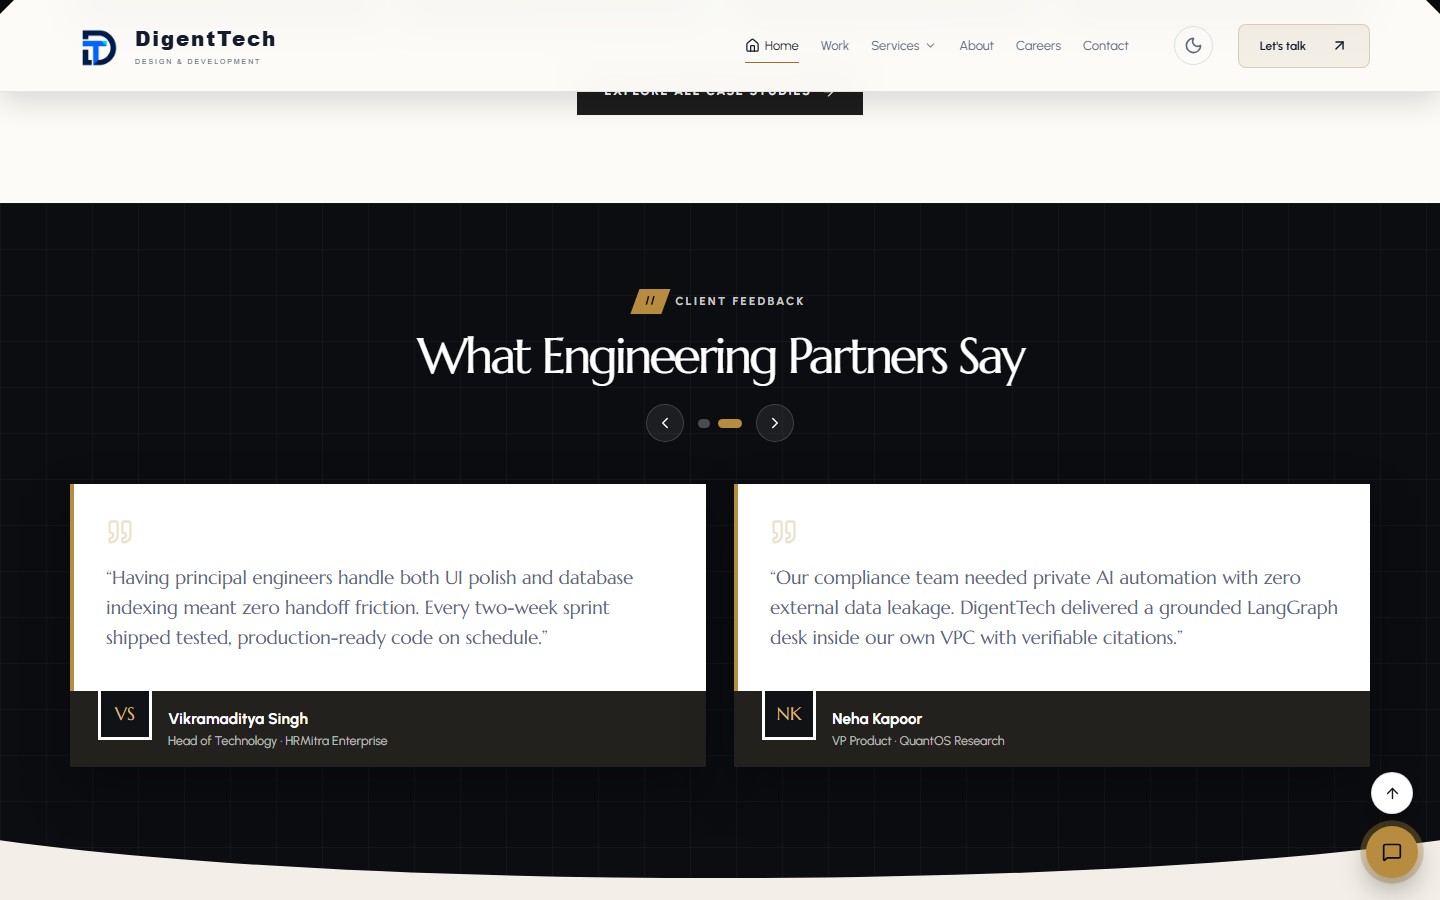 DigentTech
DESIGN & DEVELOPMENT
Home
Work
Services
About
Careers
Contact
Let's talk
EXPLORE ALL CASE STUDIES
// CLIENT FEEDBACK
What Engineering Partners Say
“Having principal engineers handle both UI polish and database
indexing meant zero handoff friction. Every two-week sprint
shipped tested, production-ready code on schedule.”
VS
Vikramaditya Singh
Head of Technology · HRMitra Enterprise
“Our compliance team needed private AI automation with zero
external data leakage. DigentTech delivered a grounded LangGraph
desk inside our own VPC with verifiable citations.”
NK
Neha Kapoor
VP Product · QuantOS Research